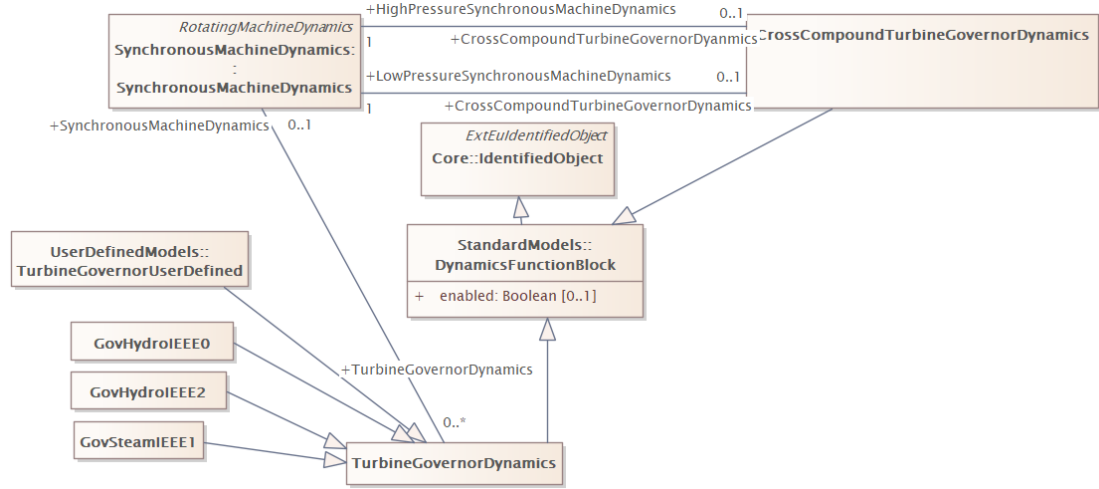 +HighPressureSynchronousMachineDynamics
0..1
RotatingMachineDynamics
SynchronousMachineDynamics:
:
SynchronousMachineDynamics
1
+CrossCompoundTurbineGovernorDyanmics
CrossCompoundTurbineGovernorDynamics
+LowPressureSynchronousMachineDynamics
0..1
1
+CrossCompoundTurbineGovernorDynamics
+SynchronousMachineDynamics
0..1
ExtEuIdentifiedObject
Core::IdentifiedObject
StandardModels::
DynamicsFunctionBlock
+ enabled: Boolean [0..1]
UserDefinedModels::
TurbineGovernorUserDefined
GovHydroIEEE0
+TurbineGovernorDynamics
GovHydroIEEE2
0..*
GovSteamIEEE1
TurbineGovernorDynamics